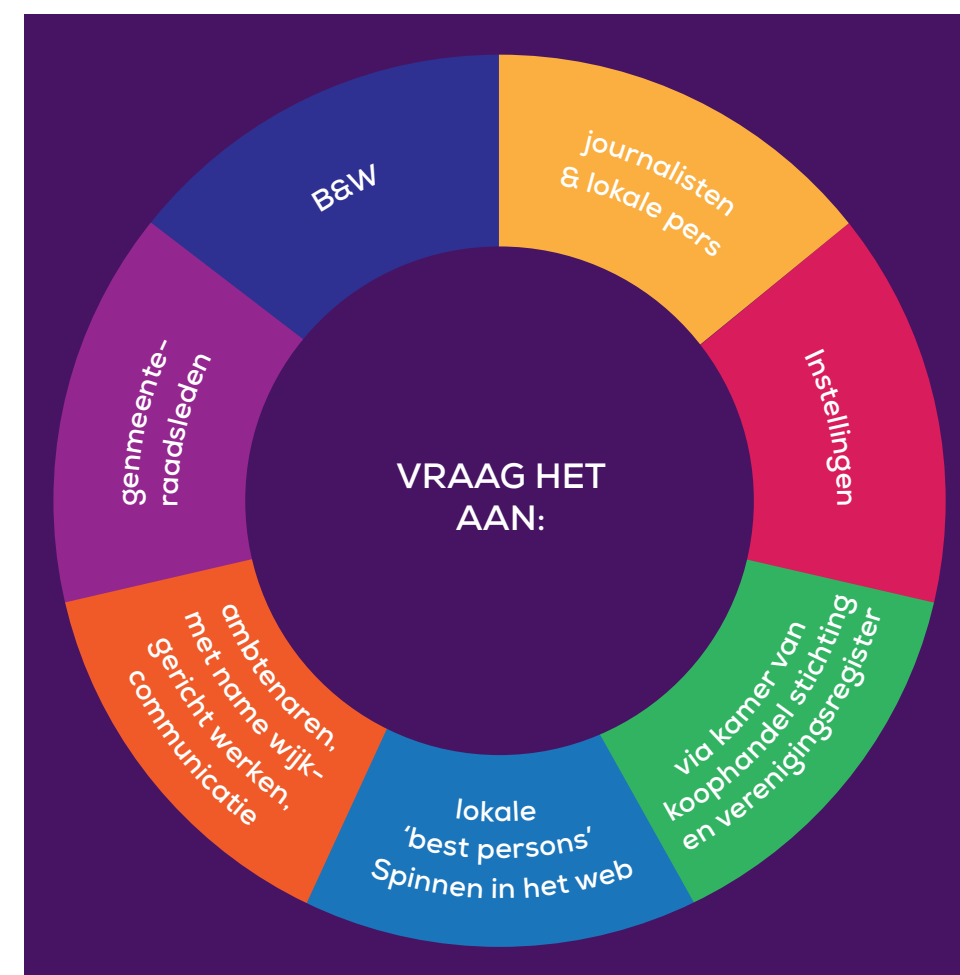 VRAAG HET
AAN:
journalisten
& lokale pers
Instellingen
via kamer van
koophandel stichting
en verenigingsregister
lokale
‘best persons’
Spinnen in het web
ambtenaren,
met name wijk-
gericht werken,
communicatie
genmeente-
raadsleden
B&W